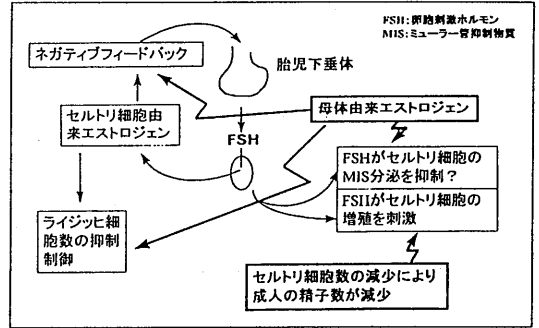 FSH:卵胞刺激ホルモン
MIS:ミューラー管抑制物質
ネガティブフィードバック
胎児下垂体
セルトリ細胞由
来エストロジェン
母体由来エストロジェン
FSH
FSHがセルトリ細胞の
MIS分泌を抑制?
FSHがセルトリ細胞の
増殖を刺激
ライジッヒ細
胞数の抑制
制御
セルトリ細胞数の減少により
成人の精子数が減少